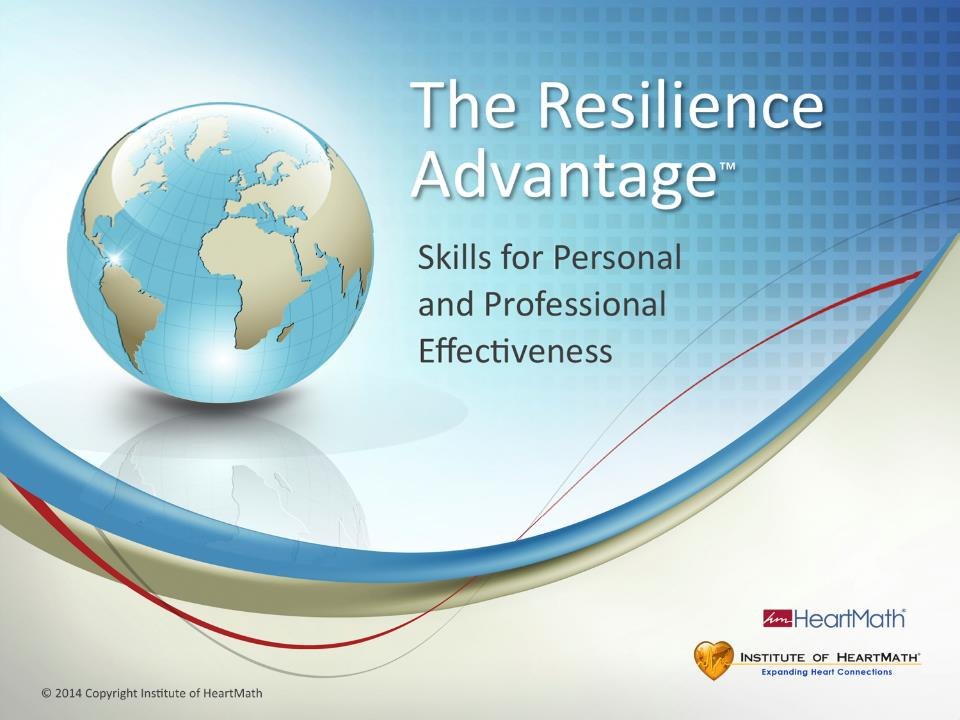 The Resilience
Advantage™
Skills for Personal
and Professional
Effectiveness
hm HeartMath®
INSTITUTE OF HEARTMATH®
Expanding Heart Connections
© 2014 Copyright Institute of HeartMath